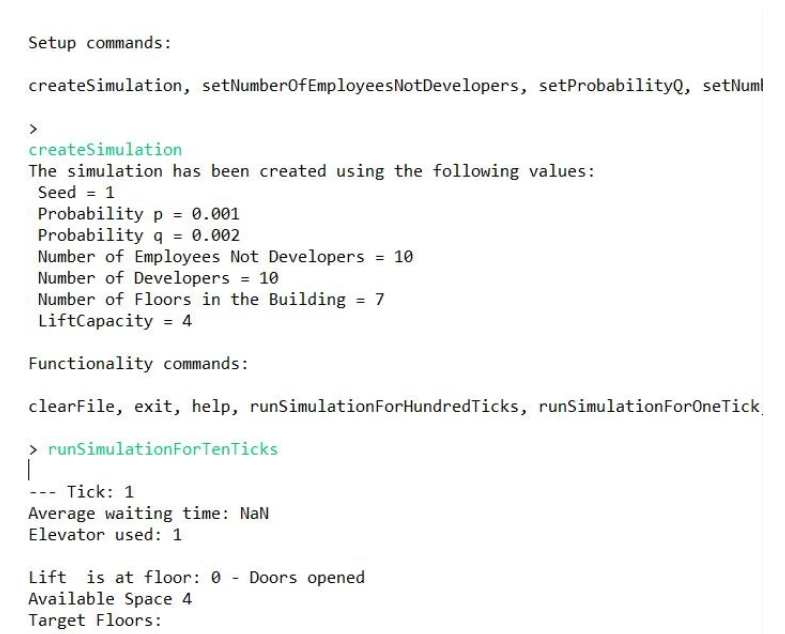 Setup commands:
createSimulation, setNumberOfEmployeesNotDevelopers, setProbabilityQ, setNum
>
createSimulation
The simulation has been created using the following values:
Seed = 1
Probability p = 0.001
Probability q = 0.002
Number of Employees Not Developers = 10
Number of Developers = 10
Number of Floors in the Building = 7
LiftCapacity = 4
Functionality commands:
clearFile, exit, help, runSimulationForHundredTicks, runSimulationForOneTick,
> runSimulationForTenTicks
--- Tick: 1
Average waiting time: NaN
Elevator used: 1
Lift  is at floor: 0 - Doors opened
Available Space 4
Target Floors: